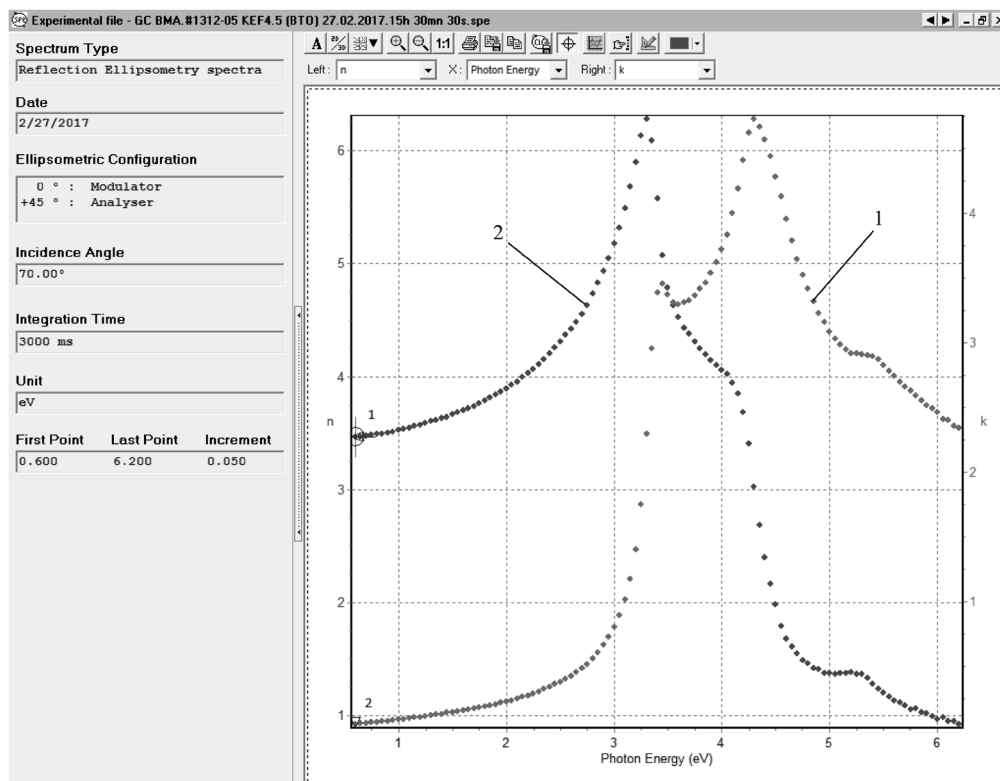 Experimental file - GC BMA.#1312-05 KEF4.5 (BTO) 27.02.2017.15h 30mn 30s.spe
Spectrum Type
Reflection Ellipsometry spectra
Date
2/27/2017
Ellipsometric Configuration
0 ° : Modulator
+45 ° : Analyser
Incidence Angle
70.00°
Integration Time
3000 ms
Unit
eV
First Point Last Point Increment
0.600 6.200 0.050
A 2D/3D 1:1
Left : n X : Photon Energy Right : k
6
5
4
3
2
1
n
4
3
2
1
k
2
1
1
2
1 2 3 4 5 6
Photon Energy (eV)